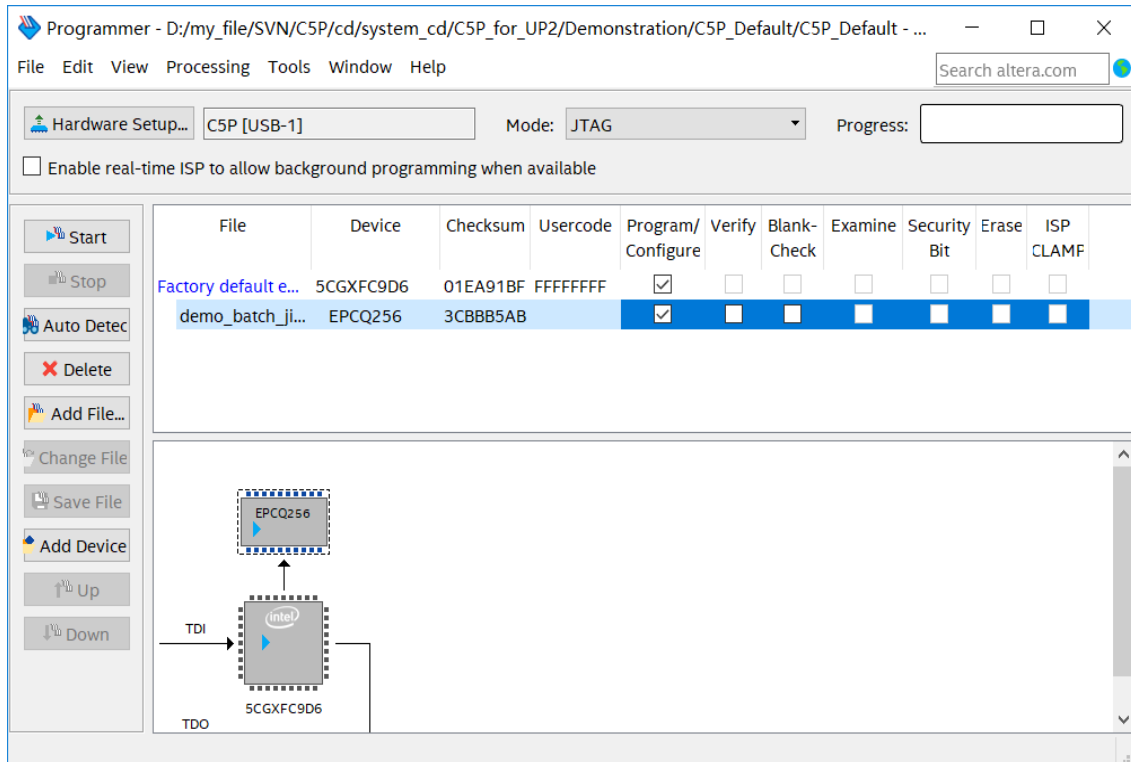 Programmer - D:/my_file/SVN/C5P/cd/system_cd/C5P_for_UP2/Demonstration/C5P_Default/C5P_Default - ...
File Edit View Processing Tools Window Help
Search altera.com
Hardware Setup... C5P [USB-1] Mode: JTAG Progress:
Enable real-time ISP to allow background programming when available
Start
Stop
Auto Detec
Delete
Add File...
Change File
Save File
Add Device
Up
Down
File Device Checksum Usercode Program/ Verify Blank- Examine Security Erase ISP
Configure Check Bit CLAMP
Factory default e... 5CGXFC9D6 01EA91BF FFFFFFFF
demo_batch_ji... EPCQ256 3CBBB5AB
EPCQ256
intel
TDI
5CGXFC9D6
TDO